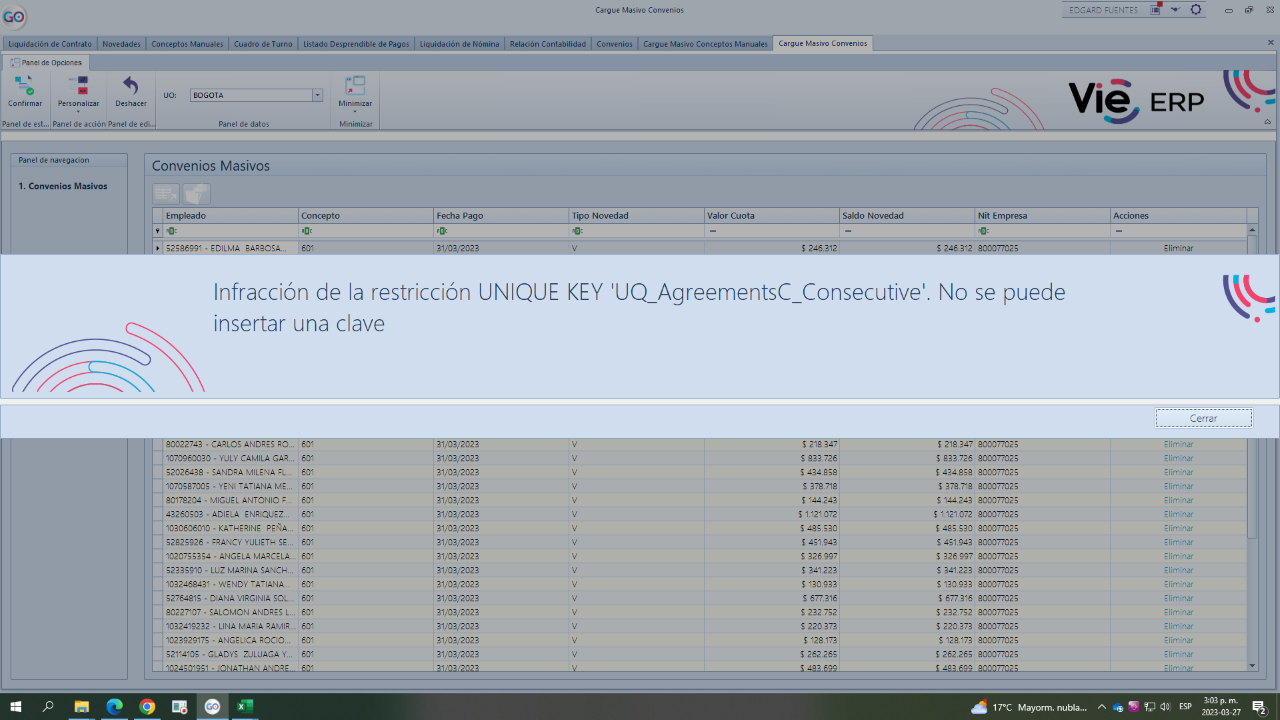 GO
Cargue Masivo Convenios
EDGARD FUENTES
Liquidación de Contrato
Novedades
Conceptos Manuales
Cuadro de Turno
Listado Desprendible de Pagos
Liquidación de Nómina
Relación Contabilidad
Convenios
Cargue Masivo Conceptos Manuales
Cargue Masivo Convenios
Panel de Opciones
Confirmar
Personalizar
Deshacer
UO: BOGOTA
Minimizar
Panel de est... Panel de acción Panel de edi... Panel de datos Minimizar
Vie ERP
Panel de navegacion
1. Convenios Masivos
Convenios Masivos
Empleado Concepto Fecha Pago Tipo Novedad Valor Cuota Saldo Novedad Nit Empresa Acciones
52586991 - EDILMA BARBOSA... 601 31/03/2023 V $ 246.312 $ 246.312 800077025 Eliminar
Infracción de la restricción UNIQUE KEY 'UQ_AgreementsC_Consecutive'. No se puede
insertar una clave
Cerrar
80022743 - CARLOS ANDRES RO... 601 31/03/2023 V $ 218.347 $ 218.347 800077025 Eliminar
1070960030 - YULY CAMILA GAR... 601 31/03/2023 V $ 833.726 $ 833.726 800077025 Eliminar
52026438 - SANDRA MILENA FL... 601 31/03/2023 V $ 434.858 $ 434.858 800077025 Eliminar
1070587005 - YENI TATIANA ME... 601 31/03/2023 V $ 378.718 $ 378.718 800077025 Eliminar
80178204 - MIGUEL ANTONIO F... 601 31/03/2023 V $ 144.243 $ 144.243 800077025 Eliminar
43260503 - ADIELA ENRIQUEZ... 601 31/03/2023 V $ 1.121.072 $ 1.121.072 800077025 Eliminar
1030606010 - KATHERINE PEÑA... 601 31/03/2023 V $ 485.530 $ 485.530 800077025 Eliminar
52825926 - FRANCY YULIETH SE... 601 31/03/2023 V $ 451.943 $ 451.943 800077025 Eliminar
1020755354 - ANGELA MARCELA... 601 31/03/2023 V $ 326.997 $ 326.997 800077025 Eliminar
52335910 - LUZ MARINA SANCH... 601 31/03/2023 V $ 341.223 $ 341.223 800077025 Eliminar
1032468431 - WENDY TATIANA... 601 31/03/2023 V $ 130.933 $ 130.933 800077025 Eliminar
52764815 - DIANA VIRGINIA SOL... 601 31/03/2023 V $ 677.316 $ 677.316 800077025 Eliminar
80227107 - SALOMON ANDRES L... 601 31/03/2023 V $ 232.752 $ 232.752 800077025 Eliminar
1032419232 - LINA MARIA RAMIR... 601 31/03/2023 V $ 220.373 $ 220.373 800077025 Eliminar
1023929175 - ANGELICA ROCIO... 601 31/03/2023 V $ 128.173 $ 128.173 800077025 Eliminar
52114105 - GLADYS ZULUAGA Y... 601 31/03/2023 V $ 262.265 $ 262.265 800077025 Eliminar
1024501951 - JONATHAN ANDRE... 601 31/03/2023 V $ 483.699 $ 483.699 800077025 Eliminar
GO
17°C Mayorm. nubla...
ESP
3:03 p. m.
2023-03-27
2